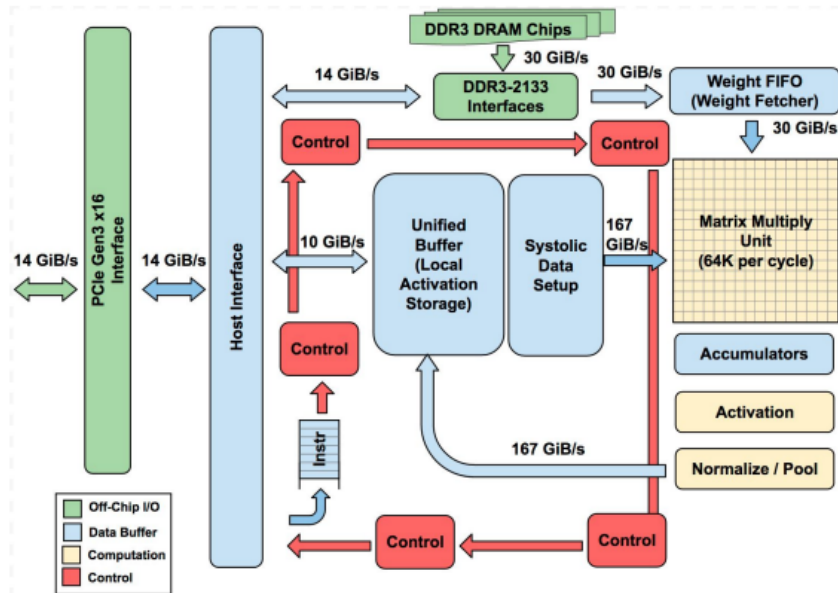 DDR3 DRAM Chips
30 GiB/s
14 GiB/s
DDR3-2133
Interfaces
30 GiB/s
Weight FIFO
(Weight Fetcher)
30 GiB/s
Control
Control
PCIe Gen3 x16
Interface
14 GiB/s
14 GiB/s
Host Interface
10 GiB/s
Unified
Buffer
(Local
Activation
Storage)
Systolic
Data
Setup
167
GiB/s
Matrix Multiply
Unit
(64K per cycle)
Control
Accumulators
Activation
Instr
167 GiB/s
Normalize / Pool
Off-Chip I/O
Data Buffer
Computation
Control
Control
Control